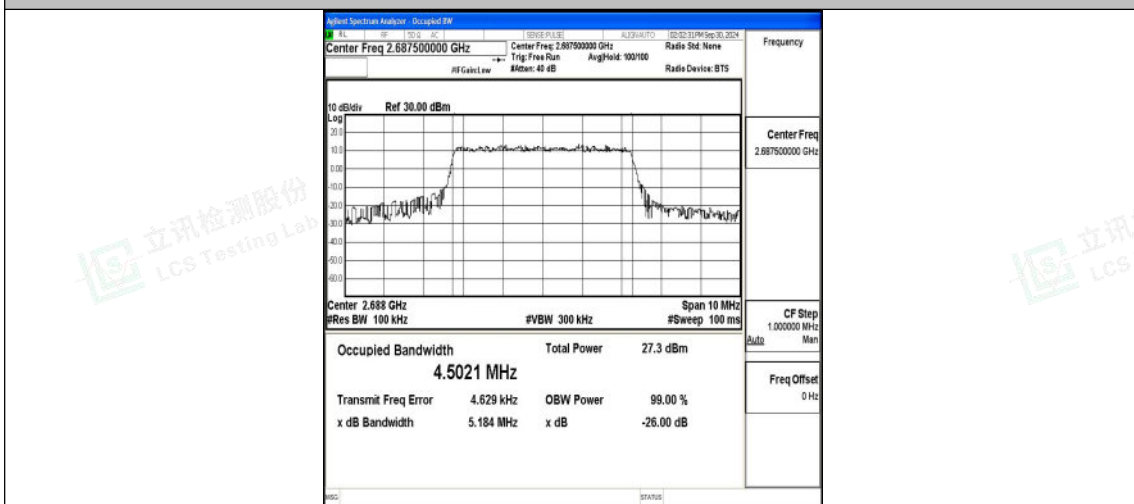 Agilent Spectrum Analyzer - Occupied BW
RL RF 50 Ω AC SENSE:PULSE ALIGNAUTO 02:02:31 PM Sep 30, 2024
Center Freq 2.687500000 GHz
Center Freq: 2.687500000 GHz
Radio Std: None
Frequency
Trig: Free Run Avg|Hold: 100/100
#IFGain:Low #Atten: 40 dB Radio Device: BTS
10 dB/div Ref 30.00 dBm
Log
20.0
10.0
0.00
-10.0
-20.0
-30.0
-40.0
-50.0
-60.0
Center 2.688 GHz Span 10 MHz
#Res BW 100 kHz #VBW 300 kHz #Sweep 100 ms
Occupied Bandwidth Total Power 27.3 dBm
4.5021 MHz
Transmit Freq Error 4.629 kHz OBW Power 99.00 %
x dB Bandwidth 5.184 MHz x dB -26.00 dB
Center Freq
2.687500000 GHz
CF Step
1.000000 MHz
Auto Man
Freq Offset
0 Hz
MSG STATUS
立讯检测股份
LCS Testing Lab
立讯
LCS